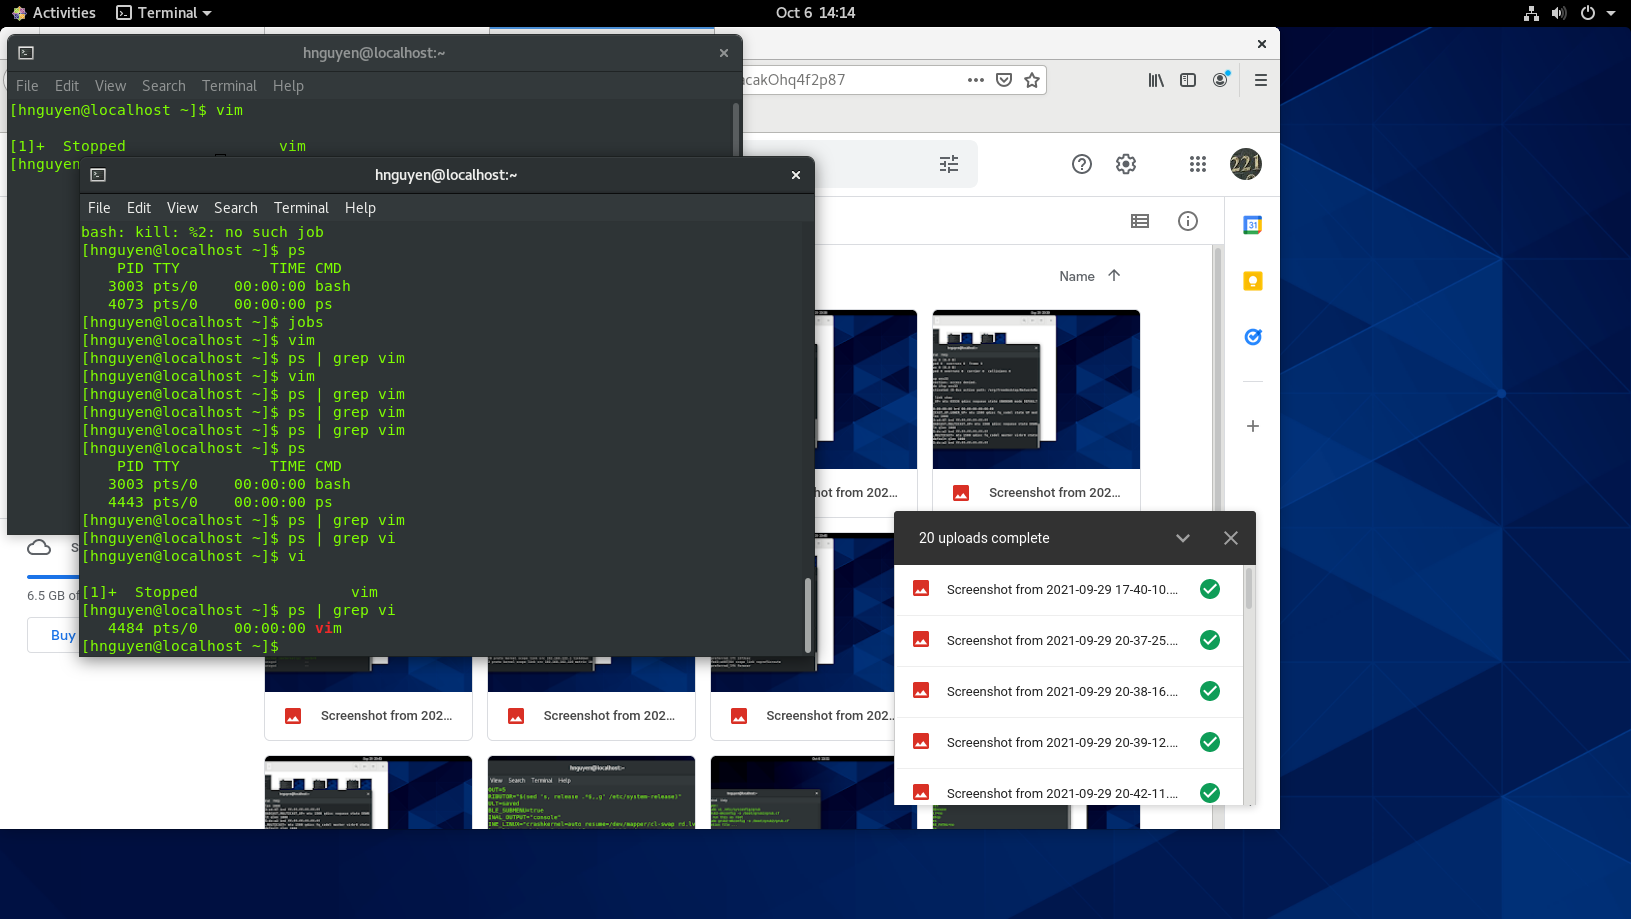 Activities
Terminal
Oct 6 14:14
hnguyen@localhost:~
File Edit View Search Terminal Help
[hnguyen@localhost ~]$ vim
[1]+  Stopped                 vim
[hnguyen
acakOhq4f2p87
221
hnguyen@localhost:~
File Edit View Search Terminal Help
bash: kill: %2: no such job
[hnguyen@localhost ~]$ ps
    PID TTY          TIME CMD
   3003 pts/0    00:00:00 bash
   4073 pts/0    00:00:00 ps
[hnguyen@localhost ~]$ jobs
[hnguyen@localhost ~]$ vim
[hnguyen@localhost ~]$ ps | grep vim
[hnguyen@localhost ~]$ vim
[hnguyen@localhost ~]$ ps | grep vim
[hnguyen@localhost ~]$ ps | grep vim
[hnguyen@localhost ~]$ ps | grep vim
[hnguyen@localhost ~]$ ps
    PID TTY          TIME CMD
   3003 pts/0    00:00:00 bash
   4443 pts/0    00:00:00 ps
[hnguyen@localhost ~]$ ps | grep vim
[hnguyen@localhost ~]$ ps | grep vi
[hnguyen@localhost ~]$ vi
[1]+  Stopped                 vim
[hnguyen@localhost ~]$ ps | grep vi
   4484 pts/0    00:00:00 vim
[hnguyen@localhost ~]$
31
Name
hot from 202...
Screenshot from 202...
S
6.5 GB of
Buy
20 uploads complete
Screenshot from 2021-09-29 17-40-10....
Screenshot from 2021-09-29 20-37-25....
Screenshot from 2021-09-29 20-38-16....
Screenshot from 2021-09-29 20-39-12....
Screenshot from 2021-09-29 20-42-11....
Screenshot from 202...
Screenshot from 202...
Screenshot from 202...
hnguyen@localhost:~
View Search Terminal Help